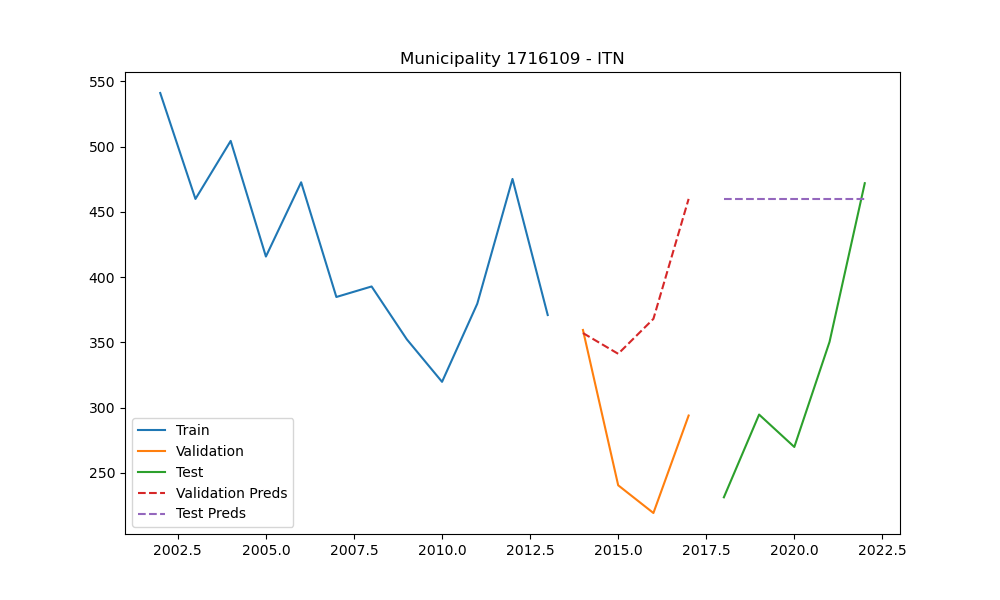 Municipality 1716109 - ITN
550
500
450
400
350
300
250
Train
Validation
Test
Validation Preds
Test Preds
2002.5 2005.0 2007.5 2010.0 2012.5 2015.0 2017.5 2020.0 2022.5